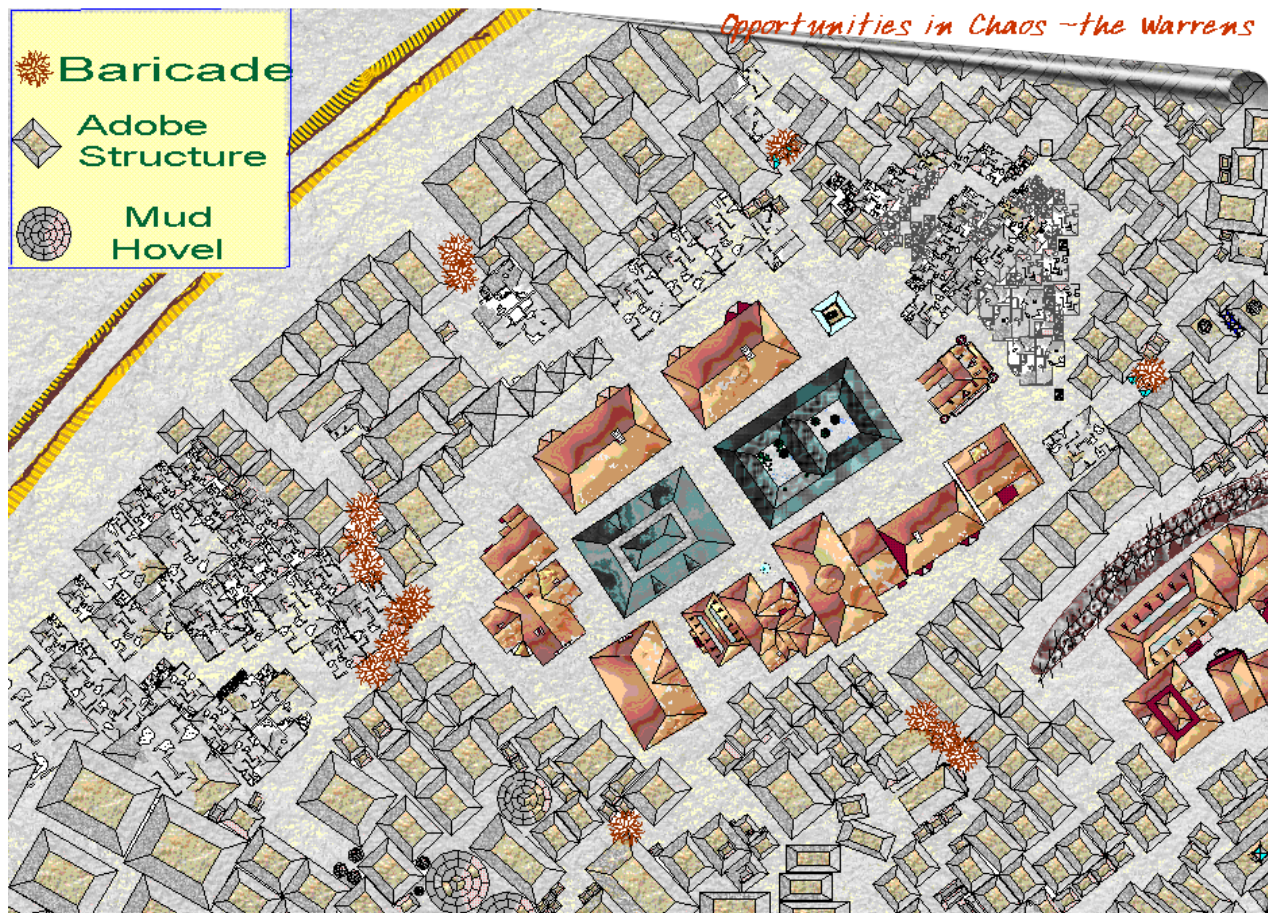 Opportunities in Chaos ~the Warrens
Baricade
Adobe
Structure
Mud
Hovel